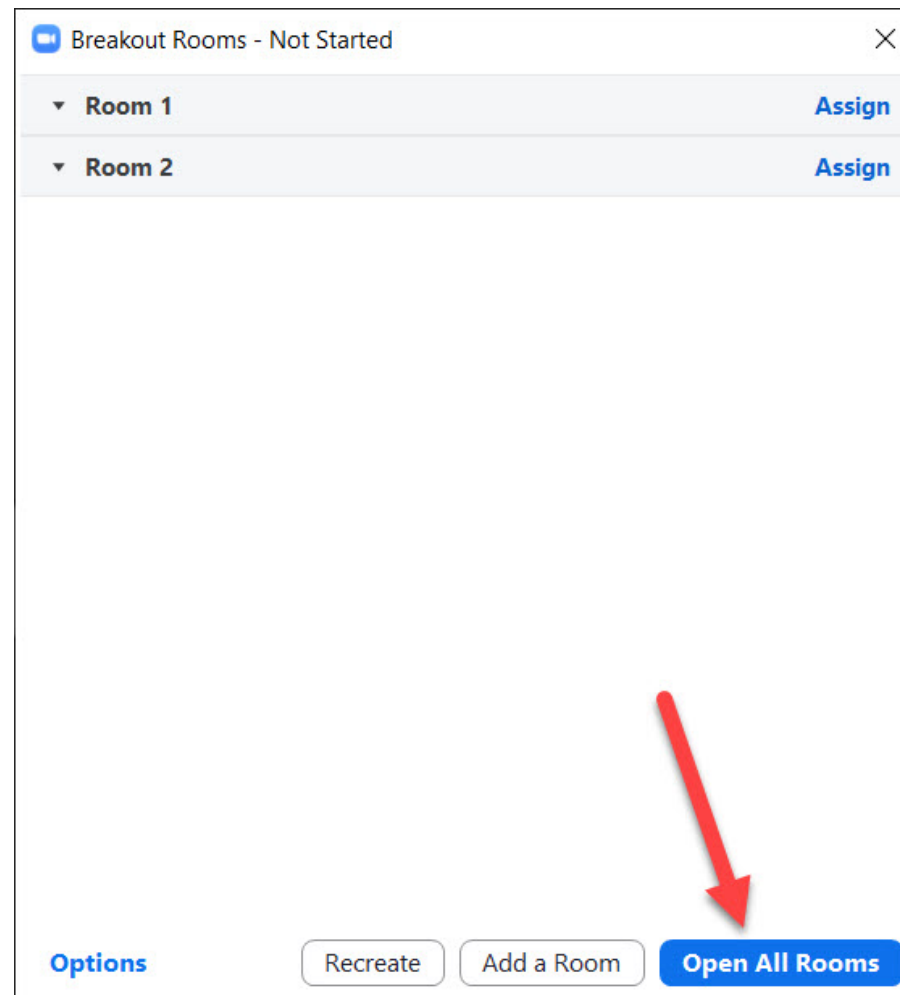 Breakout Rooms - Not Started
Room 1 Assign
Room 2 Assign
Options Recreate Add a Room Open All Rooms